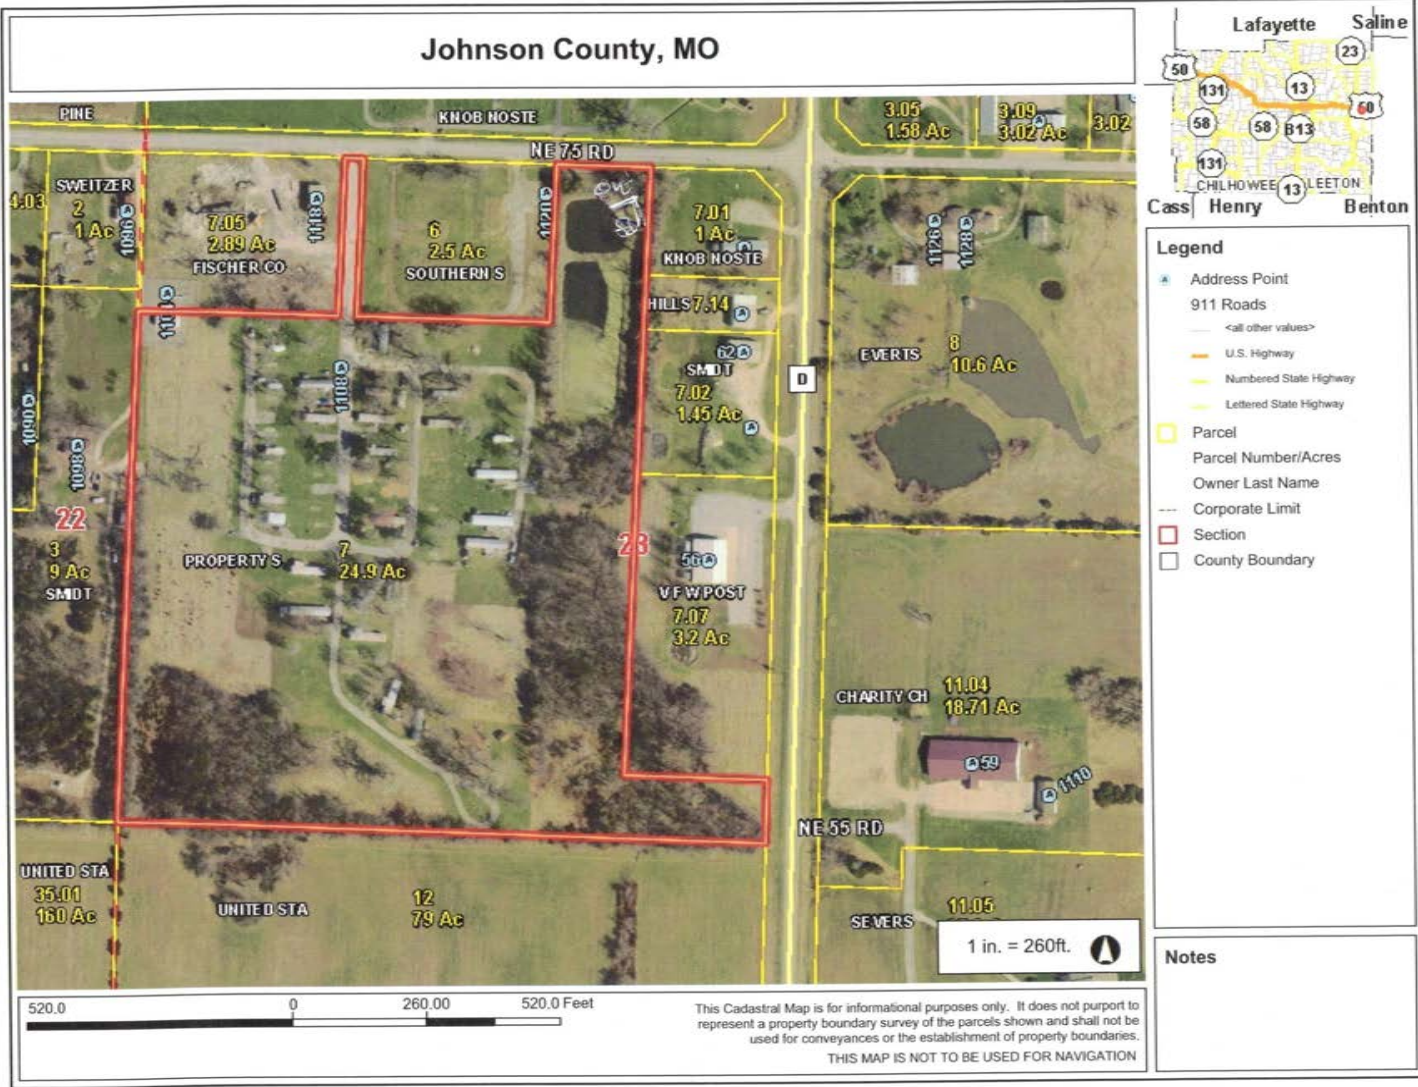 Johnson County, MO
Lafayette
Saline
23
50
131
13
50
58
58
B13
131
CHILHOWEE
13
LEETON
Cass
Henry
Benton
PINE
KNOB NOSTE
3.05
1.58 Ac
3.09
3.02 Ac
3.02
NE 75 RD
4.03
SWEITZER
2
1 Ac
1096
7.05
2.89 Ac
FISCHER CO
1118
6
2.5 Ac
SOUTHERN S
1120
7.01
1 Ac
KNOB NOSTE
1126
1128
HILLS 7.14
62
SMDT
7.02
1.45 Ac
D
EVERTS
8
10.6 Ac
1108
1090
1098
22
3
9 Ac
SMDT
PROPERTY S
7
24.9 Ac
23
56
V F W POST
7.07
3.2 Ac
CHARITY CH
11.04
18.71 Ac
59
1110
NE 55 RD
UNITED STA
35.01
160 Ac
UNITED STA
12
79 Ac
SEVERS
11.05
1 in. = 260ft.
Legend
Address Point
911 Roads
<all other values>
U.S. Highway
Numbered State Highway
Lettered State Highway
Parcel
Parcel Number/Acres
Owner Last Name
Corporate Limit
Section
County Boundary
Notes
520.0
0
260.00
520.0 Feet
This Cadastral Map is for informational purposes only. It does not purport to
represent a property boundary survey of the parcels shown and shall not be
used for conveyances or the establishment of property boundaries.
THIS MAP IS NOT TO BE USED FOR NAVIGATION